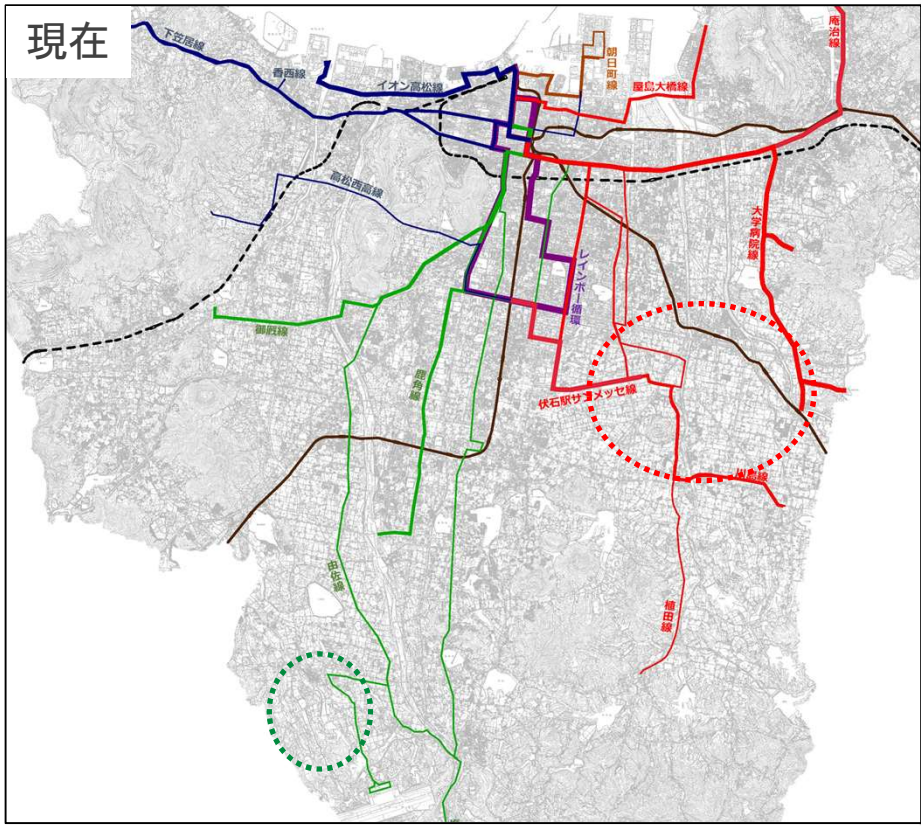 現在
下笠居線
香西線
イオン高松線
朝日町線
屋島大橋線
庵治線
高松西高線
大学病院線
レインボー循環
御厩線
鹿角線
伏石駅サンメッセ線
川島線
由佐線
植田線